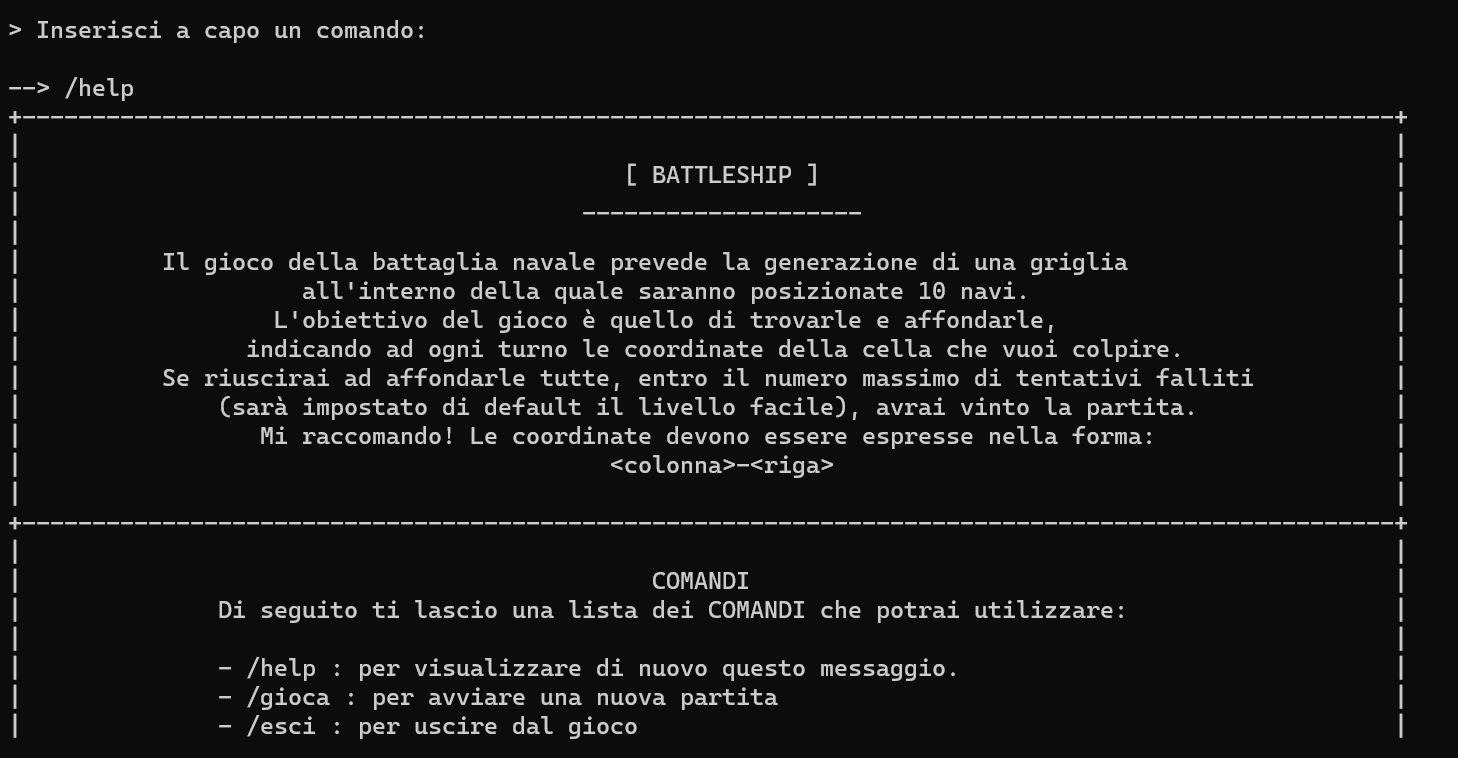 > Inserisci a capo un comando:
--> /help
[ BATTLESHIP ]
--------------------
Il gioco della battaglia navale prevede la generazione di una griglia
all'interno della quale saranno posizionate 10 navi.
L'obiettivo del gioco è quello di trovarle e affondarle,
indicando ad ogni turno le coordinate della cella che vuoi colpire.
Se riuscirai ad affondarle tutte, entro il numero massimo di tentativi falliti
(sarà impostato di default il livello facile), avrai vinto la partita.
Mi raccomando! Le coordinate devono essere espresse nella forma:
<colonna>-<riga>
COMANDI
Di seguito ti lascio una lista dei COMANDI che potrai utilizzare:
- /help : per visualizzare di nuovo questo messaggio.
- /gioca : per avviare una nuova partita
- /esci : per uscire dal gioco